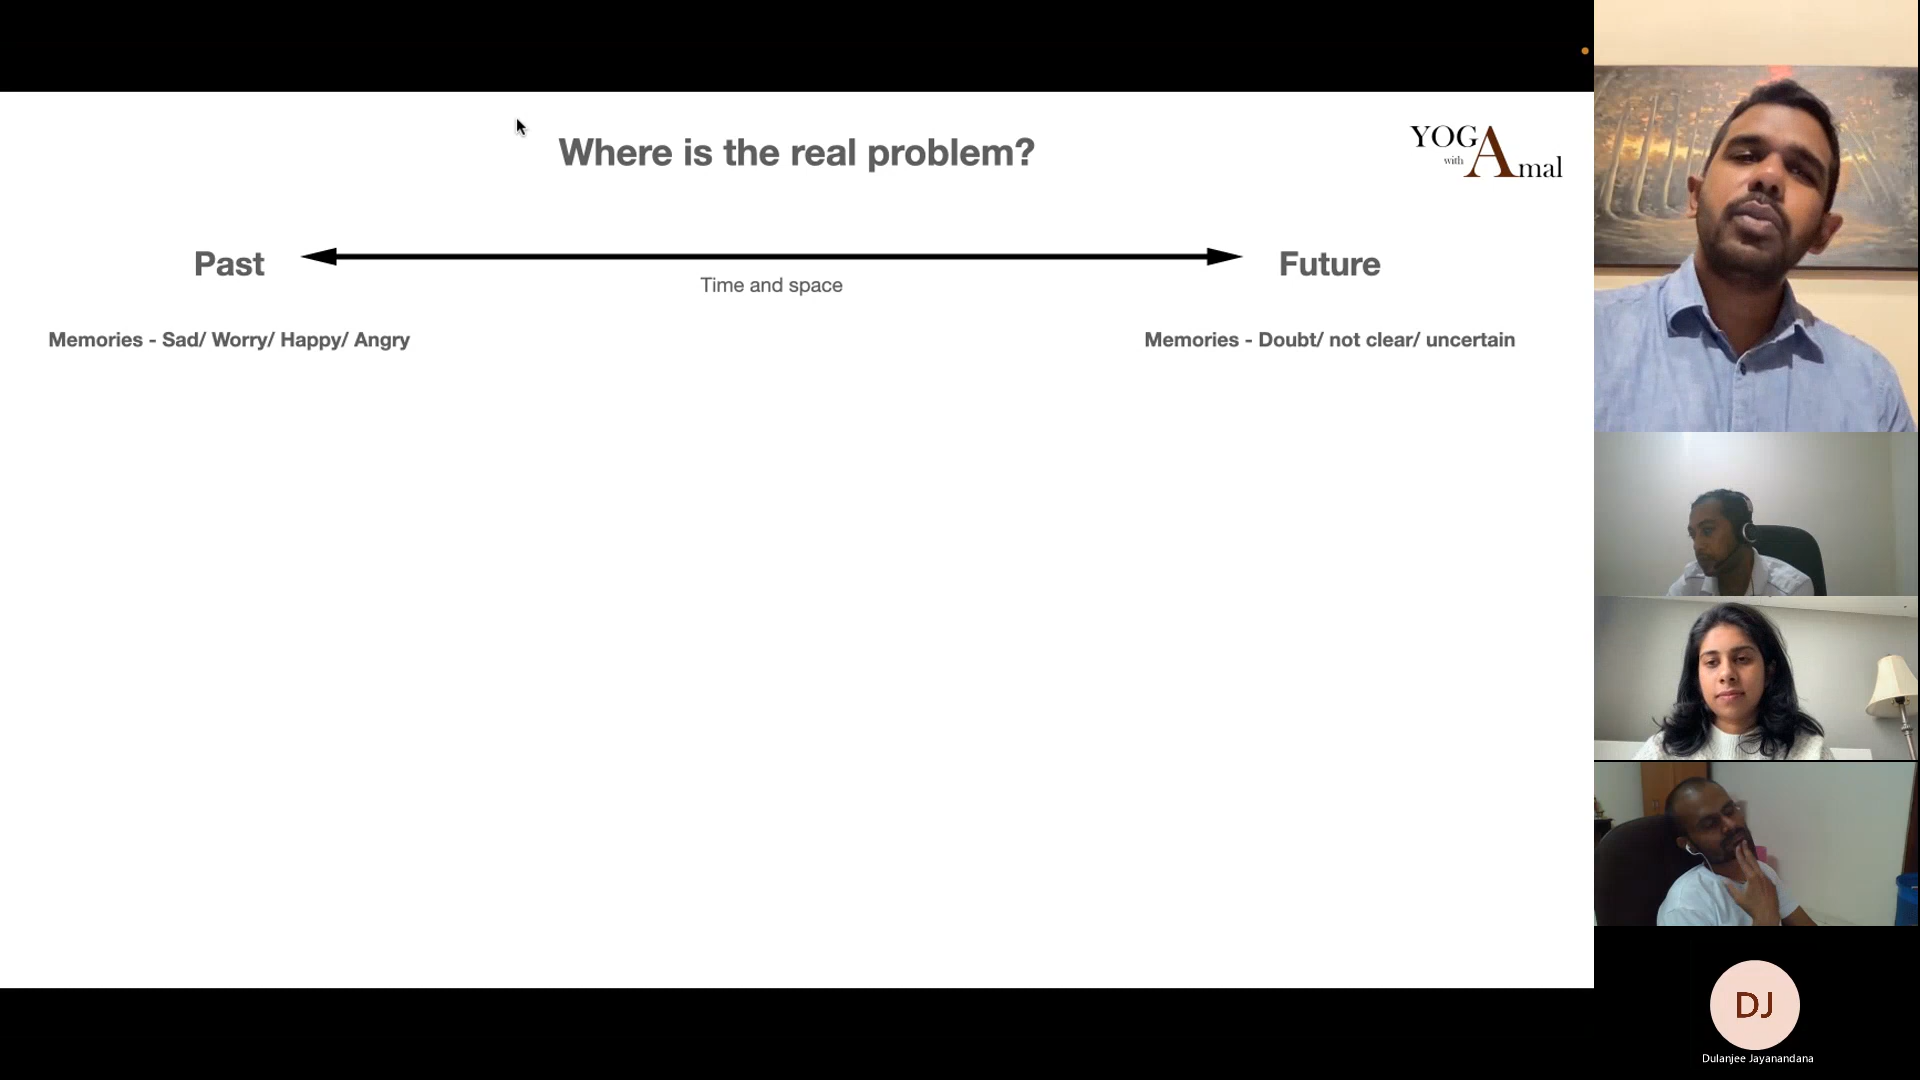 Where is the real problem?
YOGA
with Amal
Past
Future
Time and space
Memories - Sad/ Worry/ Happy/ Angry
Memories - Doubt/ not clear/ uncertain
DJ
Dulanjee Jayanandana